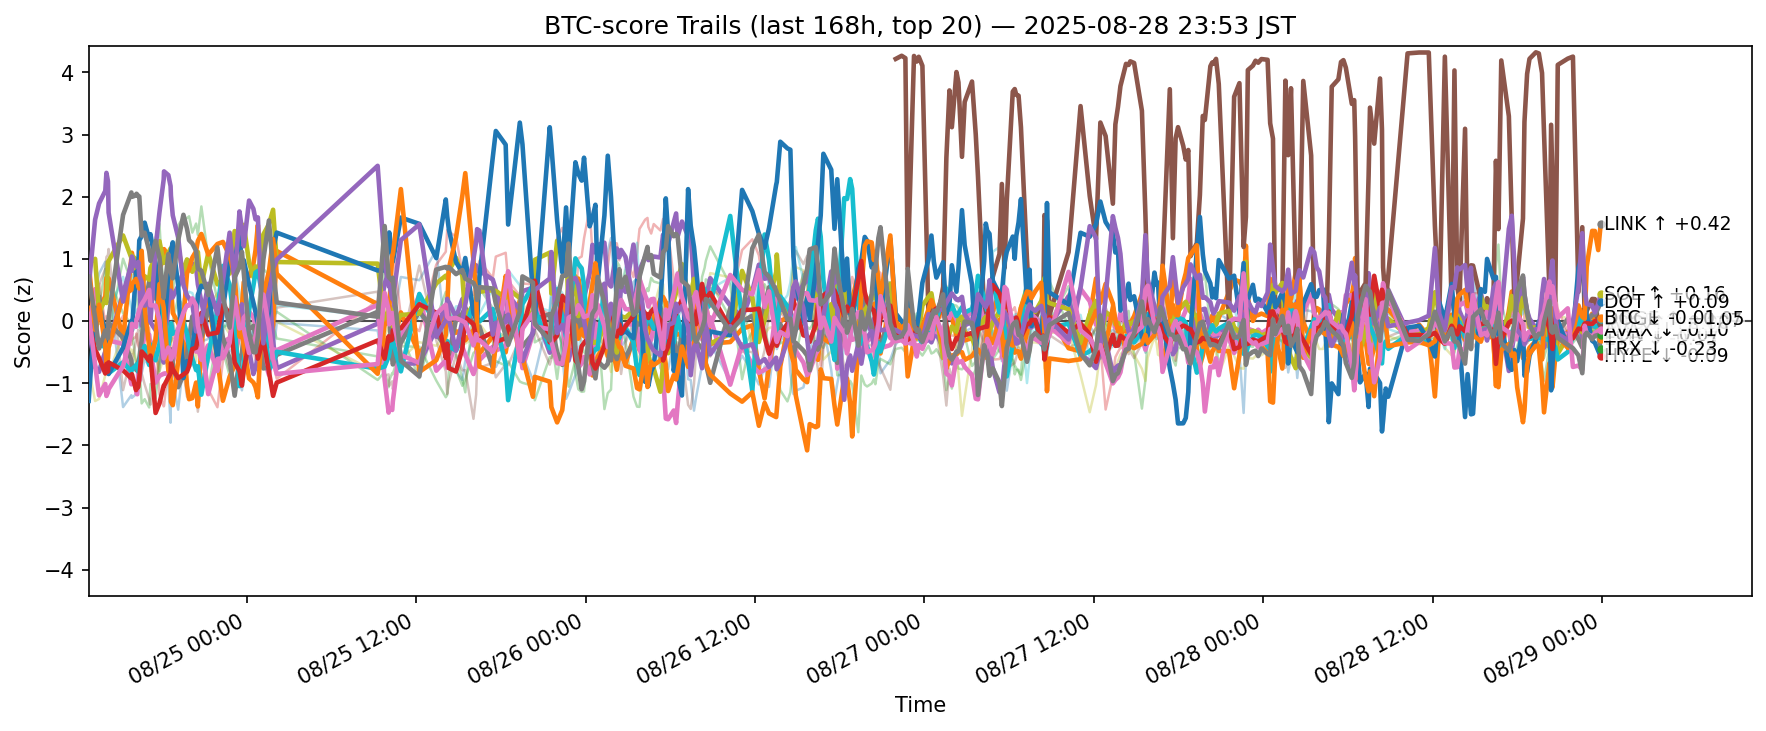 BTC-score Trails (last 168h, top 20) — 2025-08-28 23:53 JST
Score (z)
4
3
2
1
0
−1
−2
−3
−4
LINK ↑ +0.42
SOL ↑ +0.16
DOT ↑ +0.09
BTC ↓ -0.01
AVAX ↓ -0.10
TRX ↓ -0.23
08/25 00:00
08/25 12:00
08/26 00:00
08/26 12:00
08/27 00:00
08/27 12:00
08/28 00:00
08/28 12:00
08/29 00:00
Time